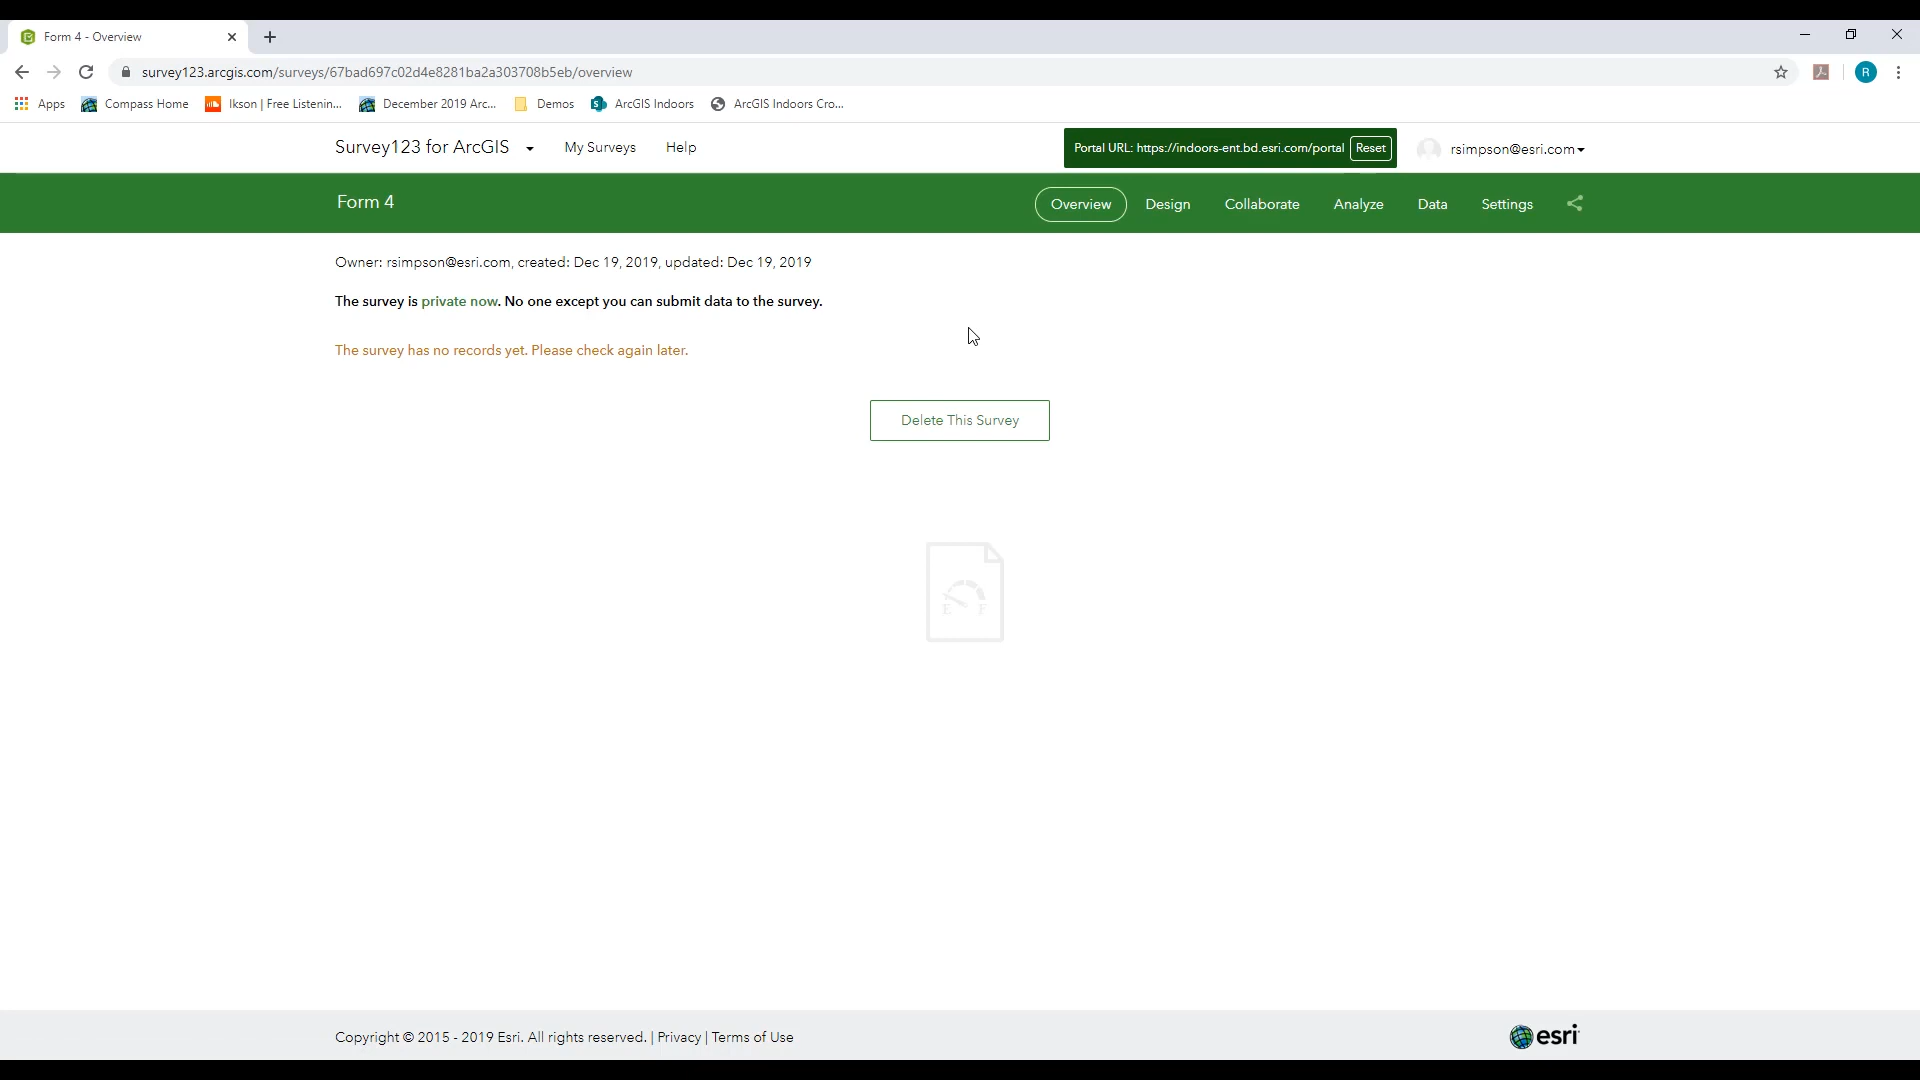 Form 4 - Overview
survey123.arcgis.com/surveys/67bad697c02d4e8281ba2a303708b5eb/overview
R
Apps
Compass Home
Ikson | Free Listenin...
December 2019 Arc...
Demos
ArcGIS Indoors
ArcGIS Indoors Cro...
Survey123 for ArcGIS
My Surveys
Help
Portal URL: https://indoors-ent.bd.esri.com/portal
Reset
rsimpson@esri.com
Form 4
Overview
Design
Collaborate
Analyze
Data
Settings
Owner: rsimpson@esri.com, created: Dec 19, 2019, updated: Dec 19, 2019
The survey is private now. No one except you can submit data to the survey.
The survey has no records yet. Please check again later.
Delete This Survey
E F
Copyright © 2015 - 2019 Esri. All rights reserved. | Privacy | Terms of Use
esri